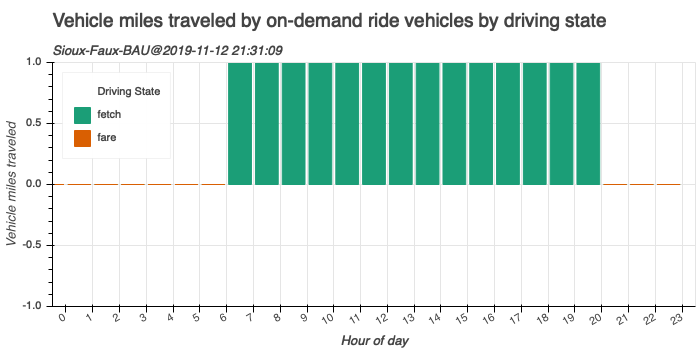 Vehicle miles traveled by on-demand ride vehicles by driving state
Sioux-Faux-BAU@2019-11-12 21:31:09
Driving State
fetch
fare
Vehicle miles traveled
1.0
0.5
0.0
-0.5
-1.0
0 1 2 3 4 5 6 7 8 9 10 11 12 13 14 15 16 17 18 19 20 21 22 23
Hour of day